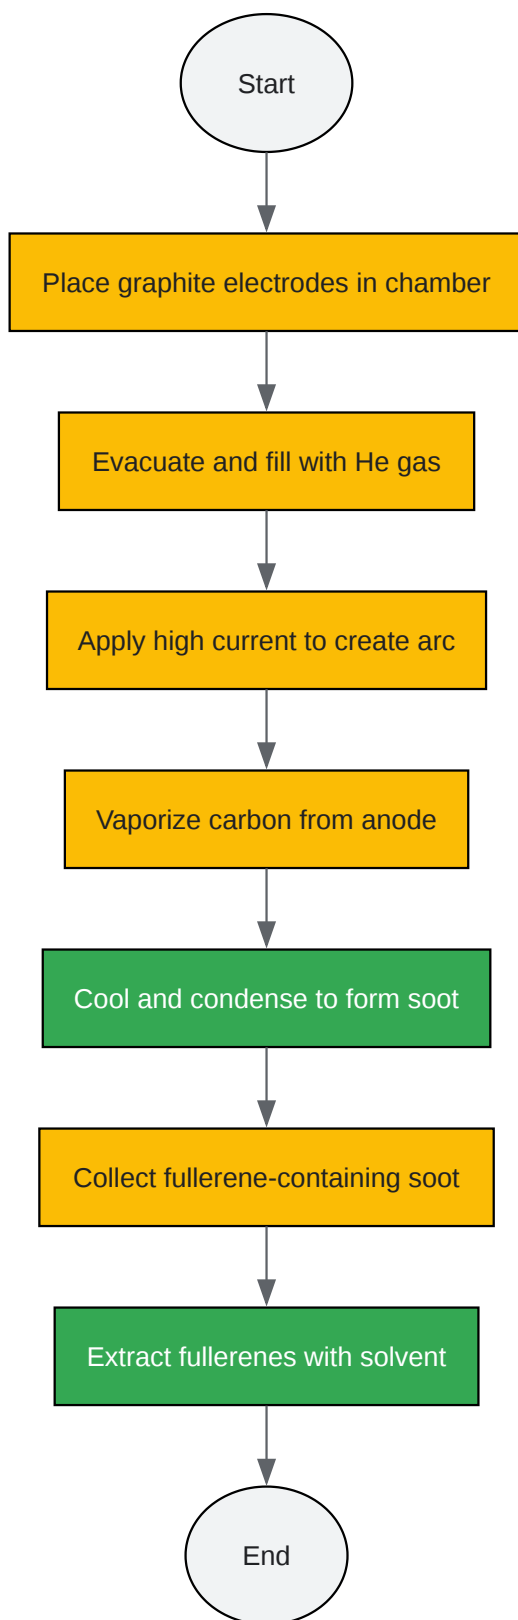 Start
Place graphite electrodes in chamber
Evacuate and fill with He gas
Apply high current to create arc
Vaporize carbon from anode
Cool and condense to form soot
Collect fullerene-containing soot
Extract fullerenes with solvent
End